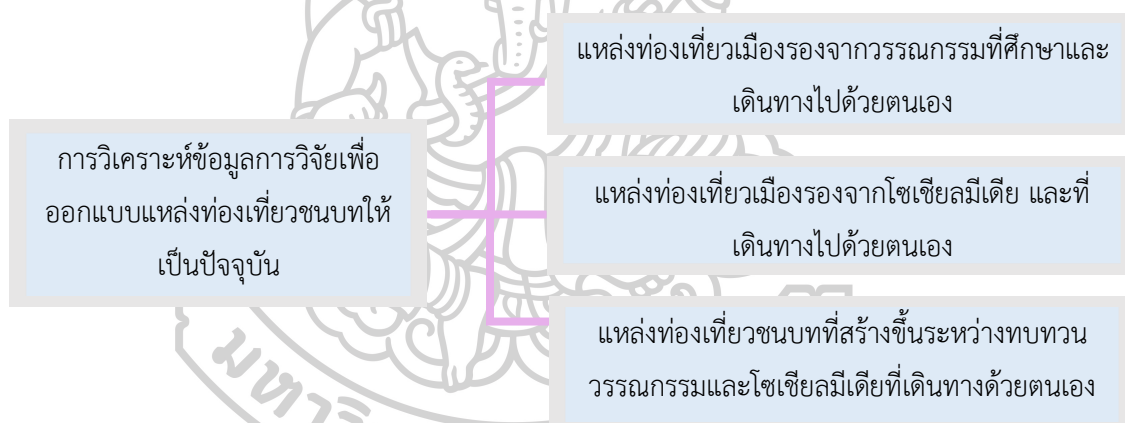 แหล่งท่องเที่ยวเมืองรองจากวรรณกรรมที่ศึกษาและ
เดินทางไปด้วยตนเอง
การวิเคราะห์ข้อมูลการวิจัยเพื่อ
ออกแบบแหล่งท่องเที่ยวชนบทให้
เป็นปัจจุบัน
แหล่งท่องเที่ยวเมืองรองจากโซเชียลมีเดีย และที่
เดินทางไปด้วยตนเอง
แหล่งท่องเที่ยวชนบทที่สร้างขึ้นระหว่างทบทวน
วรรณกรรมและโซเชียลมีเดียที่เดินทางด้วยตนเอง